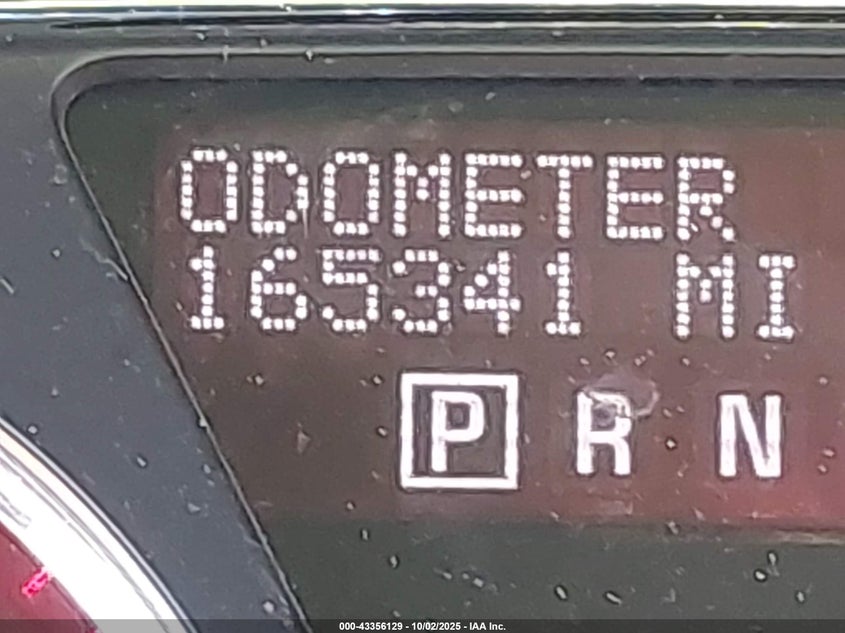 ODOMETER
165341 MI
P R N
000-43356129 - 10/02/2025 - IAA Inc.